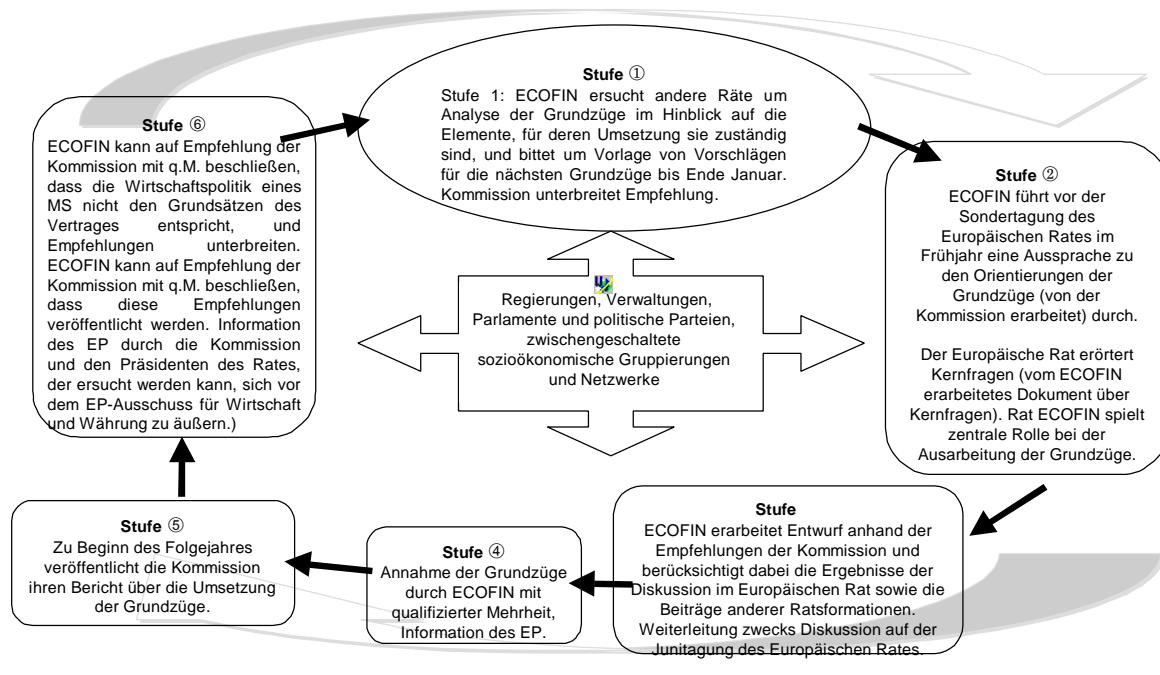 Stufe ①
Stufe 1: ECOFIN ersucht andere Räte um
Analyse der Grundzüge im Hinblick auf die
Elemente, für deren Umsetzung sie zuständig
sind, und bittet um Vorlage von Vorschlägen
für die nächsten Grundzüge bis Ende Januar.
Kommission unterbreitet Empfehlung.
Stufe ②
ECOFIN führt vor der
Sondertagung des
Europäischen Rates im
Frühjahr eine Aussprache zu
den Orientierungen der
Grundzüge (von der
Kommission erarbeitet) durch.
Der Europäische Rat erörtert
Kernfragen (vom ECOFIN
erarbeitetes Dokument über
Kernfragen). Rat ECOFIN spielt
zentrale Rolle bei der
Ausarbeitung der Grundzüge.
Stufe
ECOFIN erarbeitet Entwurf anhand der
Empfehlungen der Kommission und
berücksichtigt dabei die Ergebnisse der
Diskussion im Europäischen Rat sowie die
Beiträge anderer Ratsformationen.
Weiterleitung zwecks Diskussion auf der
Junitagung des Europäischen Rates.
Stufe ④
Annahme der Grundzüge
durch ECOFIN mit
qualifizierter Mehrheit,
Information des EP.
Stufe ⑤
Zu Beginn des Folgejahres
veröffentlicht die Kommission
ihren Bericht über die Umsetzung
der Grundzüge.
Stufe ⑥
ECOFIN kann auf Empfehlung der
Kommission mit q.M. beschließen,
dass die Wirtschaftspolitik eines
MS nicht den Grundsätzen des
Vertrages entspricht, und
Empfehlungen unterbreiten.
ECOFIN kann auf Empfehlung der
Kommission mit q.M. beschließen,
dass diese Empfehlungen
veröffentlicht werden. Information
des EP durch die Kommission
und den Präsidenten des Rates,
der ersucht werden kann, sich vor
dem EP-Ausschuss für Wirtschaft
und Währung zu äußern.)
Regierungen, Verwaltungen,
Parlamente und politische Parteien,
zwischengeschaltete
sozioökonomische Gruppierungen
und Netzwerke